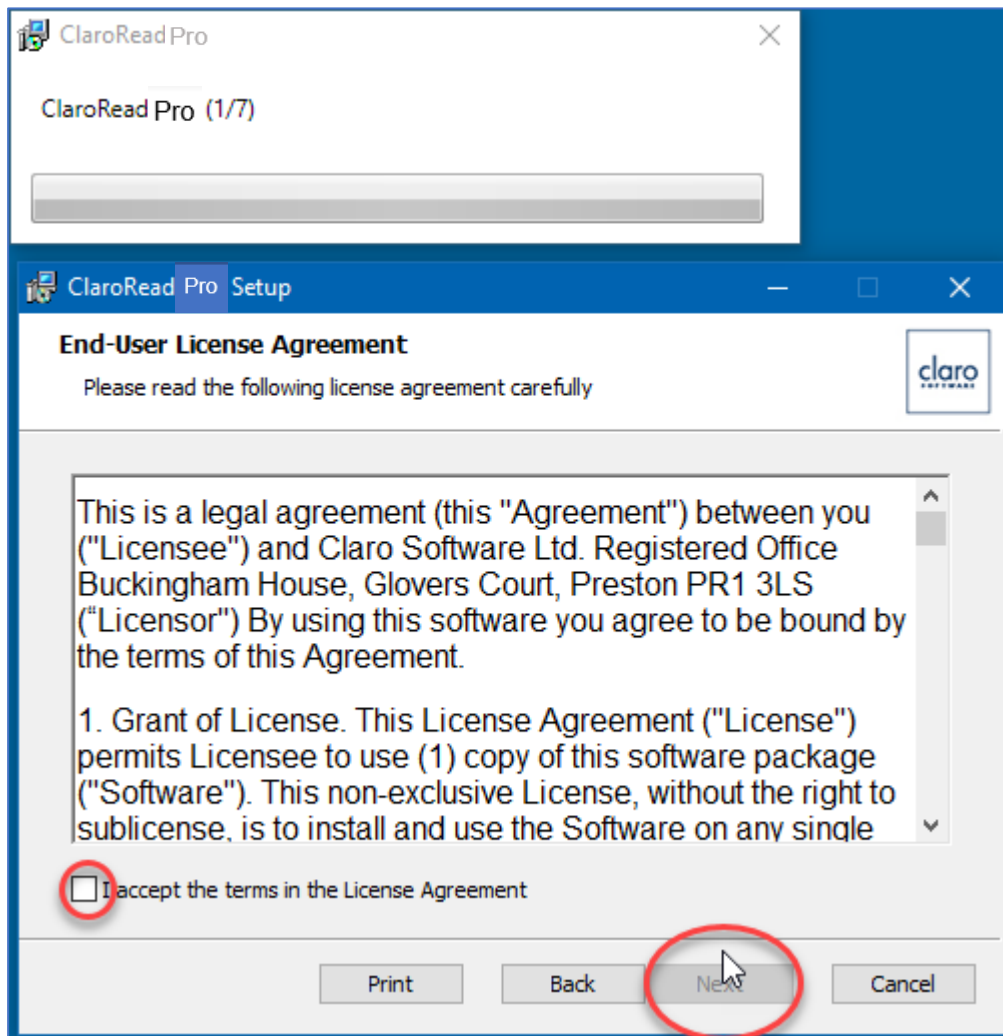 ClaroRead Pro
ClaroRead Pro (1/7)
ClaroRead Pro Setup
End-User License Agreement
Please read the following license agreement carefully
claro
SOFTWARE
This is a legal agreement (this "Agreement") between you
("Licensee") and Claro Software Ltd. Registered Office
Buckingham House, Glovers Court, Preston PR1 3LS
(“Licensor") By using this software you agree to be bound by
the terms of this Agreement.
1. Grant of License. This License Agreement ("License")
permits Licensee to use (1) copy of this software package
("Software"). This non-exclusive License, without the right to
sublicense, is to install and use the Software on any single
I accept the terms in the License Agreement
Print
Back
Next
Cancel